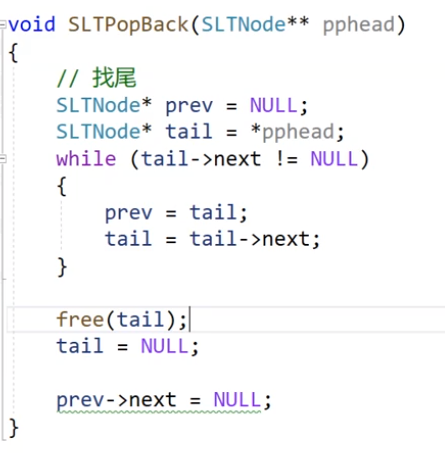 void SLTPopBack(SLTNode** pphead)
{
// 找尾
SLTNode* prev = NULL;
SLTNode* tail = *pphead;
while (tail->next != NULL)
{
prev = tail;
tail = tail->next;
}
free(tail);
tail = NULL;
prev->next = NULL;
}